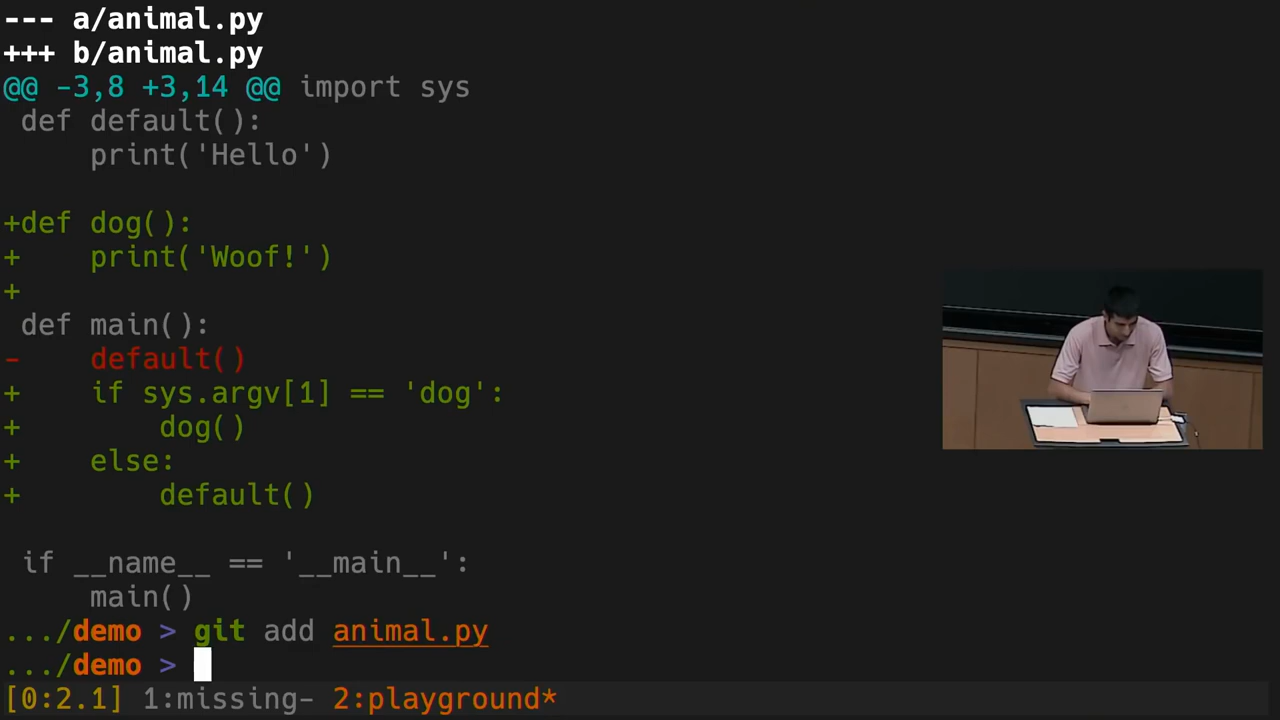 --- a/animal.py
+++ b/animal.py
@@ -3,8 +3,14 @@ import sys
 def default():
     print('Hello')

+def dog():
+    print('Woof!')
+
 def main():
-    default()
+    if sys.argv[1] == 'dog':
+        dog()
+    else:
+        default()

 if __name__ == '__main__':
     main()
.../demo > git add animal.py
.../demo >
[0:2.1] 1:missing- 2:playground*